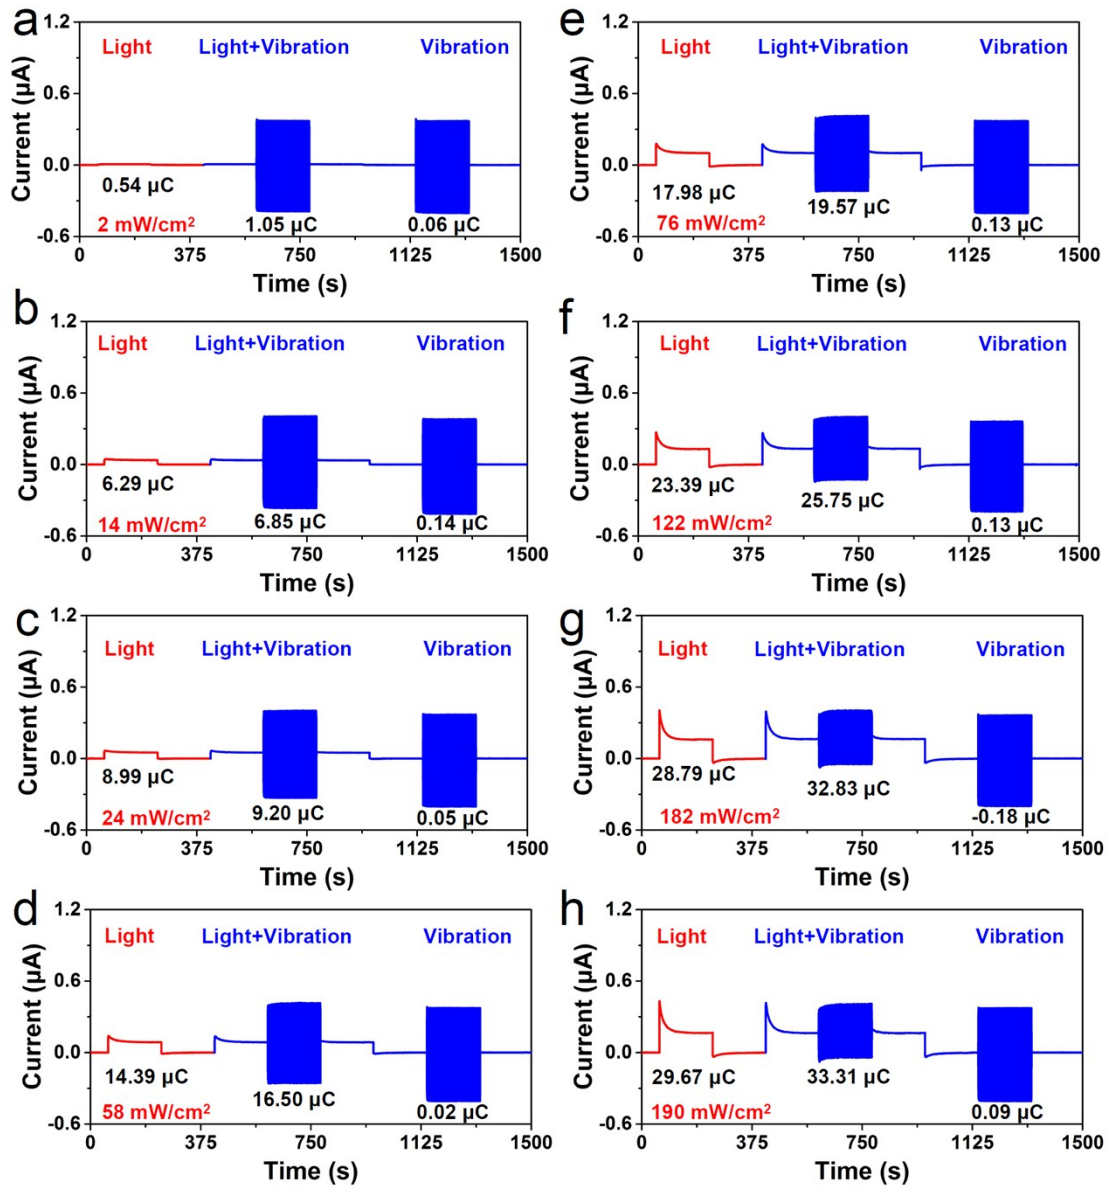 a
1.2
0.6
0.0
-0.6
Current (µA)
Light
Light+Vibration
Vibration
0.54 µC
2 mW/cm²
1.05 µC
0.06 µC
0
375
750
1125
1500
Time (s)
b
1.2
0.6
0.0
-0.6
Current (µA)
Light
Light+Vibration
Vibration
6.29 µC
14 mW/cm²
6.85 µC
0.14 µC
0
375
750
1125
1500
Time (s)
c
1.2
0.6
0.0
-0.6
Current (µA)
Light
Light+Vibration
Vibration
8.99 µC
24 mW/cm²
9.20 µC
0.05 µC
0
375
750
1125
1500
Time (s)
d
1.2
0.6
0.0
-0.6
Current (µA)
Light
Light+Vibration
Vibration
14.39 µC
58 mW/cm²
16.50 µC
0.02 µC
0
375
750
1125
1500
Time (s)
e
1.2
0.6
0.0
-0.6
Current (µA)
Light
Light+Vibration
Vibration
17.98 µC
76 mW/cm²
19.57 µC
0.13 µC
0
375
750
1125
1500
Time (s)
f
1.2
0.6
0.0
-0.6
Current (µA)
Light
Light+Vibration
Vibration
23.39 µC
122 mW/cm²
25.75 µC
0.13 µC
0
375
750
1125
1500
Time (s)
g
1.2
0.6
0.0
-0.6
Current (µA)
Light
Light+Vibration
Vibration
28.79 µC
182 mW/cm²
32.83 µC
-0.18 µC
0
375
750
1125
1500
Time (s)
h
1.2
0.6
0.0
-0.6
Current (µA)
Light
Light+Vibration
Vibration
29.67 µC
190 mW/cm²
33.31 µC
0.09 µC
0
375
750
1125
1500
Time (s)